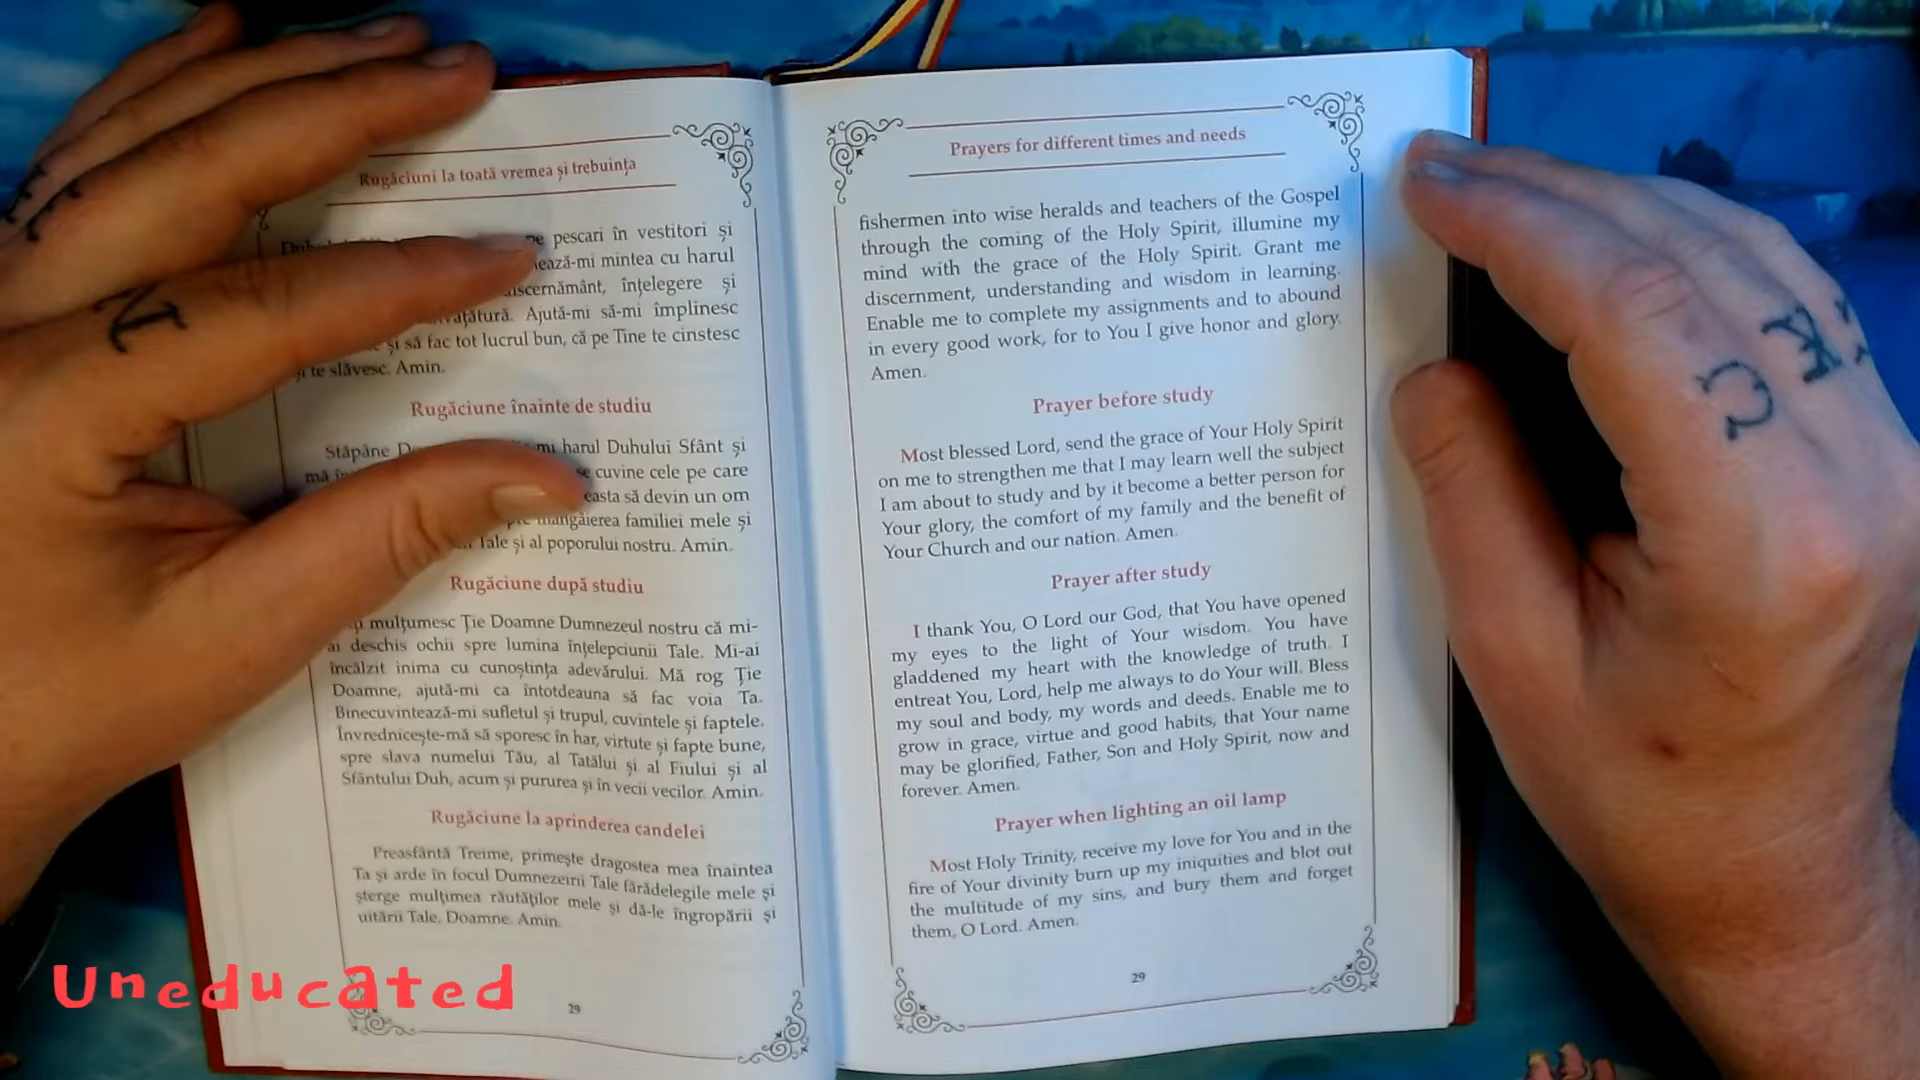 Rugăciuni la toată vremea și trebuința
pescari în vestitori și
mintea cu harul
înțelegere și
Ajută-mi să-mi împlinesc
și să fac tot lucrul bun, că pe Tine te cinstesc
te slăvesc. Amin.
Rugăciune înainte de studiu
Stăpâne harul Duhului Sfânt și
mă cuvine cele pe care
să devin un om
mângâierea familiei mele și
Tale și al poporului nostru. Amin.
Rugăciune după studiu
mulțumesc Ție Doamne Dumnezeul nostru că mi-
ai deschis ochii spre lumina înțelepciunii Tale. Mi-ai
încălzit inima cu cunoștința adevărului. Mă rog Ție
Doamne, ajută-mi ca întotdeauna să fac voia Ta.
Binecuvintează-mi sufletul și trupul, cuvintele și faptele.
Învrednicește-mă să sporesc în har, virtute și fapte bune,
spre slava numelui Tău, al Tatălui și al Fiului și al
Sfântului Duh, acum și pururea și în vecii vecilor. Amin.
Rugăciune la aprinderea candelei
Preasfântă Treime, primește dragostea mea înaintea
Ta și arde în focul Dumnezeirii Tale fărădelegile mele și
șterge mulțimea răutăților mele și dă-le îngropării și
uitării Tale, Doamne. Amin.
29
Prayers for different times and needs
fishermen into wise heralds and teachers of the Gospel
through the coming of the Holy Spirit, illumine my
mind with the grace of the Holy Spirit. Grant me
discernment, understanding and wisdom in learning.
Enable me to complete my assignments and to abound
in every good work, for to You I give honor and glory.
Amen.
Prayer before study
Most blessed Lord, send the grace of Your Holy Spirit
on me to strengthen me that I may learn well the subject
I am about to study and by it become a better person for
Your glory, the comfort of my family and the benefit of
Your Church and our nation. Amen.
Prayer after study
I thank You, O Lord our God, that You have opened
my eyes to the light of Your wisdom. You have
gladdened my heart with the knowledge of truth. I
entreat You, Lord, help me always to do Your will. Bless
my soul and body, my words and deeds. Enable me to
grow in grace, virtue and good habits, that Your name
may be glorified, Father, Son and Holy Spirit, now and
forever. Amen.
Prayer when lighting an oil lamp
Most Holy Trinity, receive my love for You and in the
fire of Your divinity burn up my iniquities and blot out
the multitude of my sins, and bury them and forget
them, O Lord. Amen.
29
N
C K
Uneducated